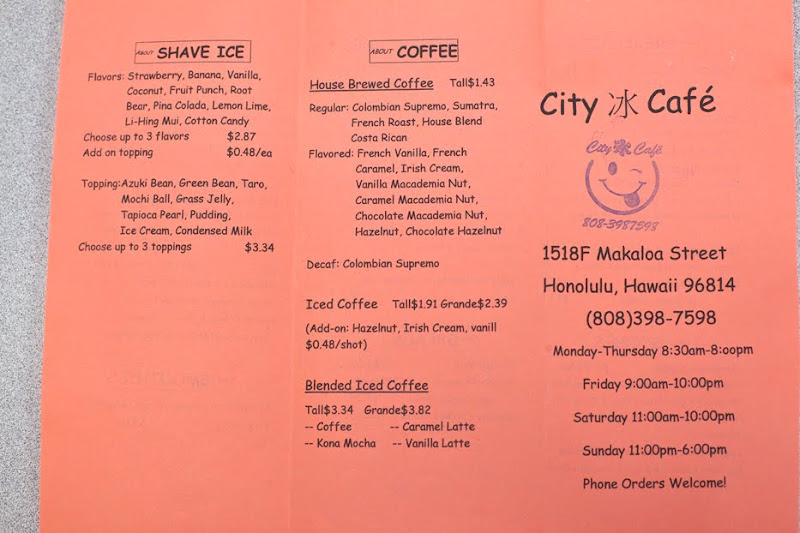 ABOUT SHAVE ICE
Flavors: Strawberry, Banana, Vanilla,
Coconut, Fruit Punch, Root
Bear, Pina Colada, Lemon Lime,
Li-Hing Mui, Cotton Candy
Choose up to 3 flavors $2.87
Add on topping $0.48/ea
Topping:Azuki Bean, Green Bean, Taro,
Mochi Ball, Grass Jelly,
Tapioca Pearl, Pudding,
Ice Cream, Condensed Milk
Choose up to 3 toppings $3.34
ABOUT COFFEE
House Brewed Coffee Tall$1.43
Regular: Colombian Supremo, Sumatra,
French Roast, House Blend
Costa Rican
Flavored: French Vanilla, French
Caramel, Irish Cream,
Vanilla Macademia Nut,
Caramel Macademia Nut,
Chocolate Macademia Nut,
Hazelnut, Chocolate Hazelnut
Decaf: Colombian Supremo
Iced Coffee Tall$1.91 Grande$2.39
(Add-on: Hazelnut, Irish Cream, vanill
$0.48/shot)
Blended Iced Coffee
Tall$3.34 Grande$3.82
-- Coffee -- Caramel Latte
-- Kona Mocha -- Vanilla Latte
City 冰 Café
City 冰 Café
808-3987598
1518F Makaloa Street
Honolulu, Hawaii 96814
(808)398-7598
Monday-Thursday 8:30am-8:oopm
Friday 9:00am-10:00pm
Saturday 11:00am-10:00pm
Sunday 11:00pm-6:00pm
Phone Orders Welcome!